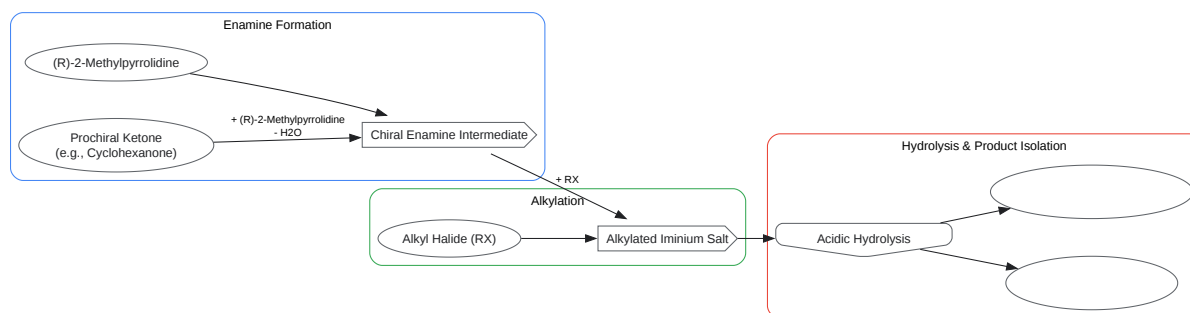 Enamine Formation
(R)-2-Methylpyrrolidine
+ (R)-2-Methylpyrrolidine
- H2O
Prochiral Ketone
(e.g., Cyclohexanone)
Chiral Enamine Intermediate
+ RX
Alkylation
Alkyl Halide (RX)
Alkylated Iminium Salt
Hydrolysis & Product Isolation
Acidic Hydrolysis